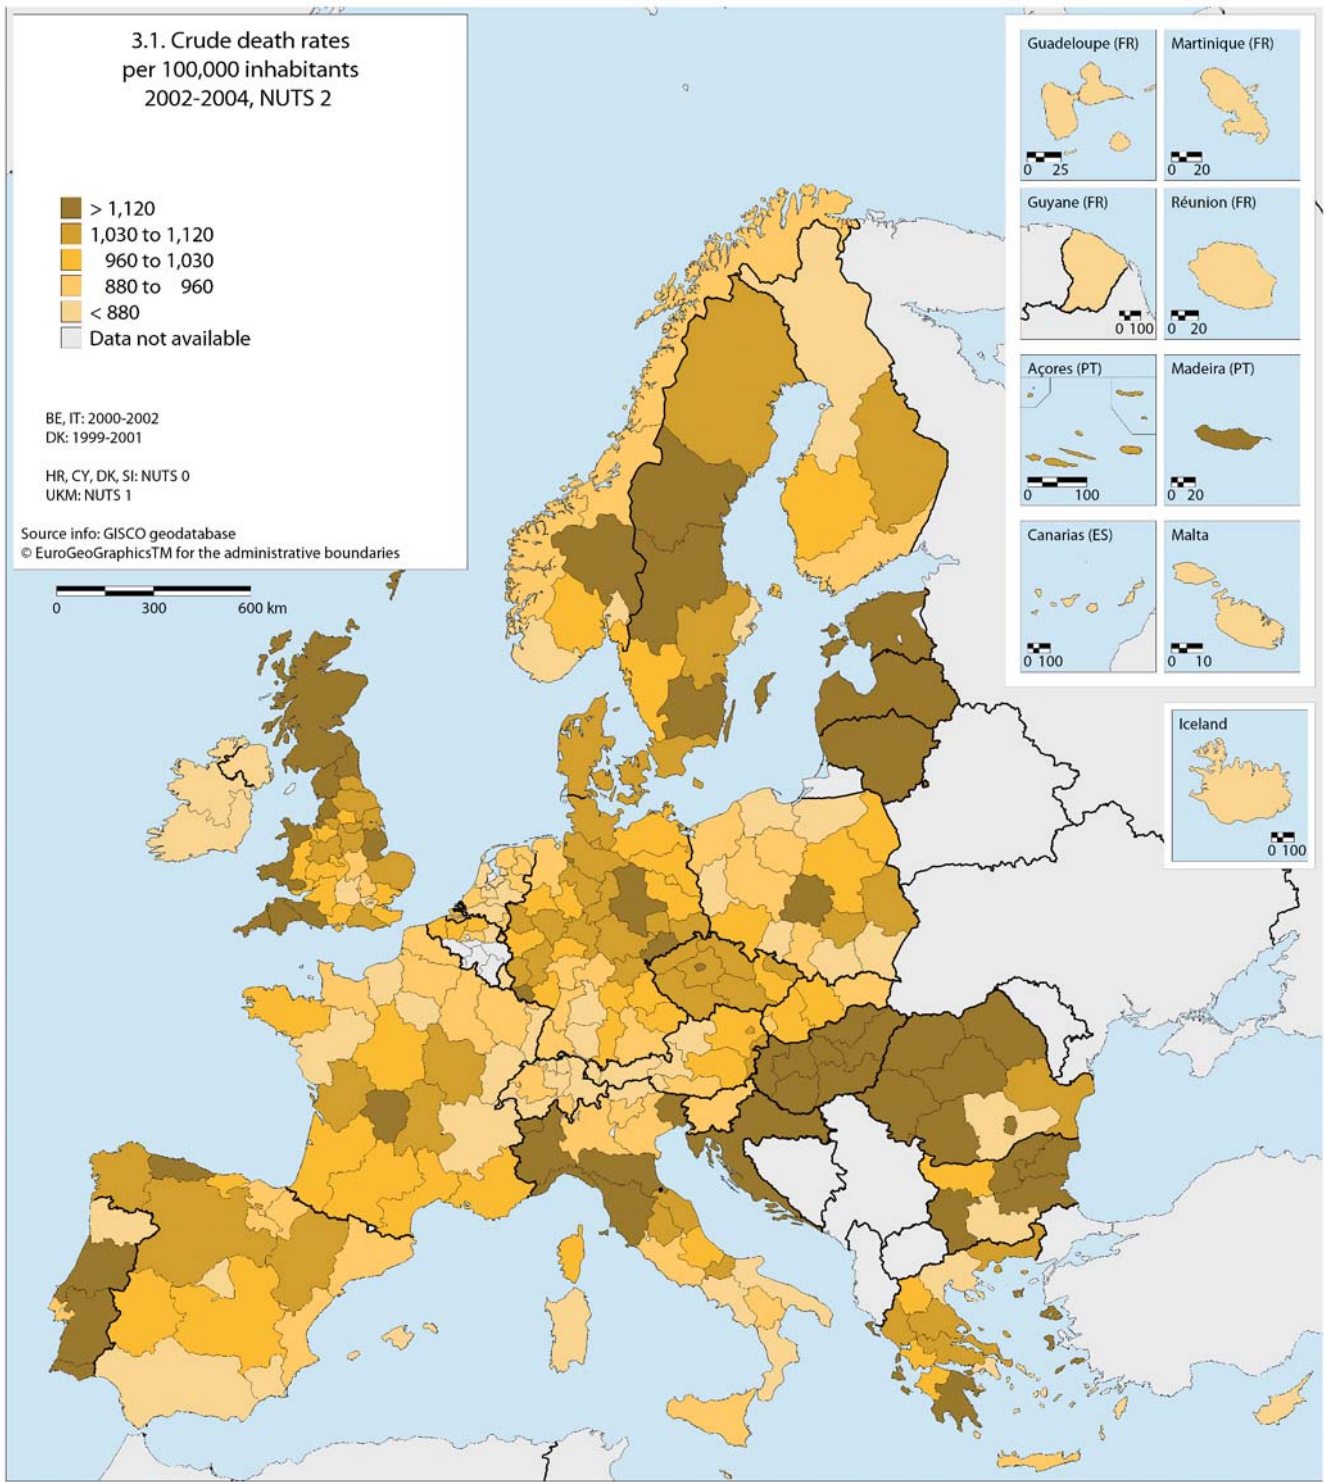 3.1. Crude death rates
per 100,000 inhabitants
2002-2004, NUTS 2
> 1,120
1,030 to 1,120
960 to 1,030
880 to 960
< 880
Data not available
BE, IT: 2000-2002
DK: 1999-2001
HR, CY, DK, SI: NUTS 0
UKM: NUTS 1
Source info: GISCO geodatabase
© EuroGeoGraphicsTM for the administrative boundaries
0 300 600 km
Guadeloupe (FR)
0 25
Martinique (FR)
0 20
Guyane (FR)
0 100
Réunion (FR)
0 20
Açores (PT)
0 100
Madeira (PT)
0 20
Canarias (ES)
0 100
Malta
0 10
Iceland
0 100